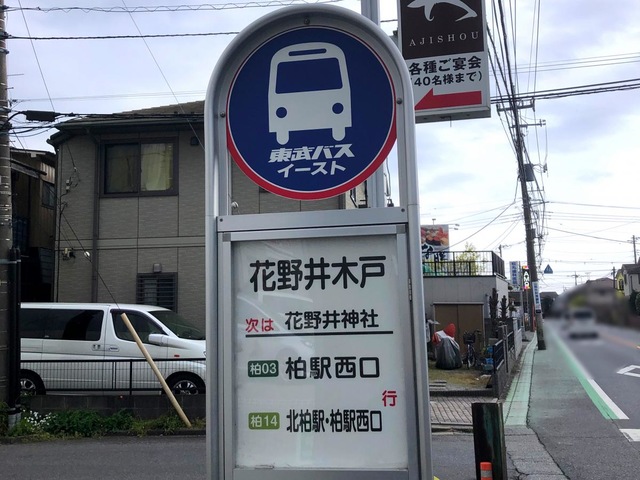 AJISHOU
各種ご宴会
(40名様まで)
東武バス
イースト
花野井木戸
次は 花野井神社
柏03 柏駅西口
行
柏14 北柏駅・柏駅西口